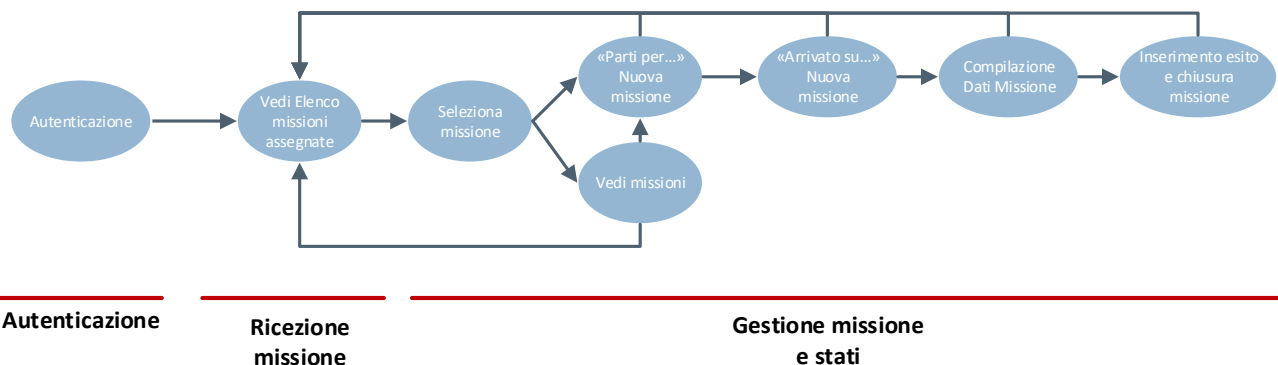 Autenticazione
Vedi Elenco
missioni
assegnate
Seleziona
missione
«Parti per...»
Nuova
missione
Vedi missioni
«Arrivato su...»
Nuova
missione
Compilazione
Dati Missione
Inserimento esito
e chiusura
missione
Autenticazione
Ricezione
missione
Gestione missione
e stati